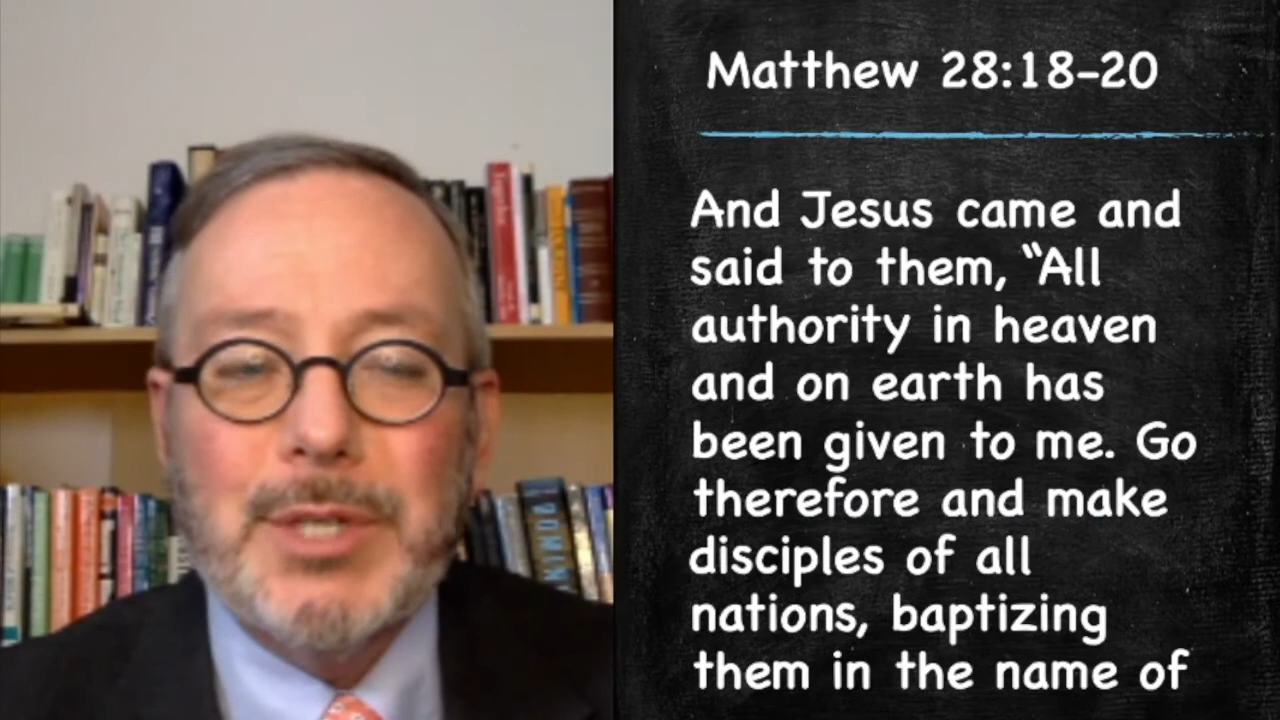 Matthew 28:18-20
And Jesus came and
said to them, “All
authority in heaven
and on earth has
been given to me. Go
therefore and make
disciples of all
nations, baptizing
them in the name of